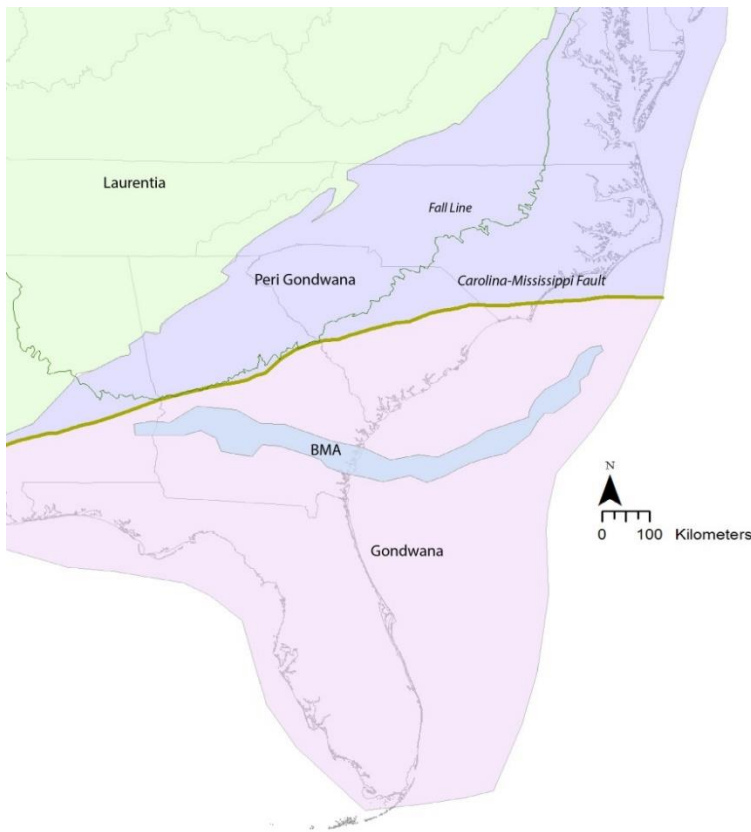 Laurentia
Fall Line
Peri Gondwana
Carolina-Mississippi Fault
BMA
N
0 100 Kilometers
Gondwana